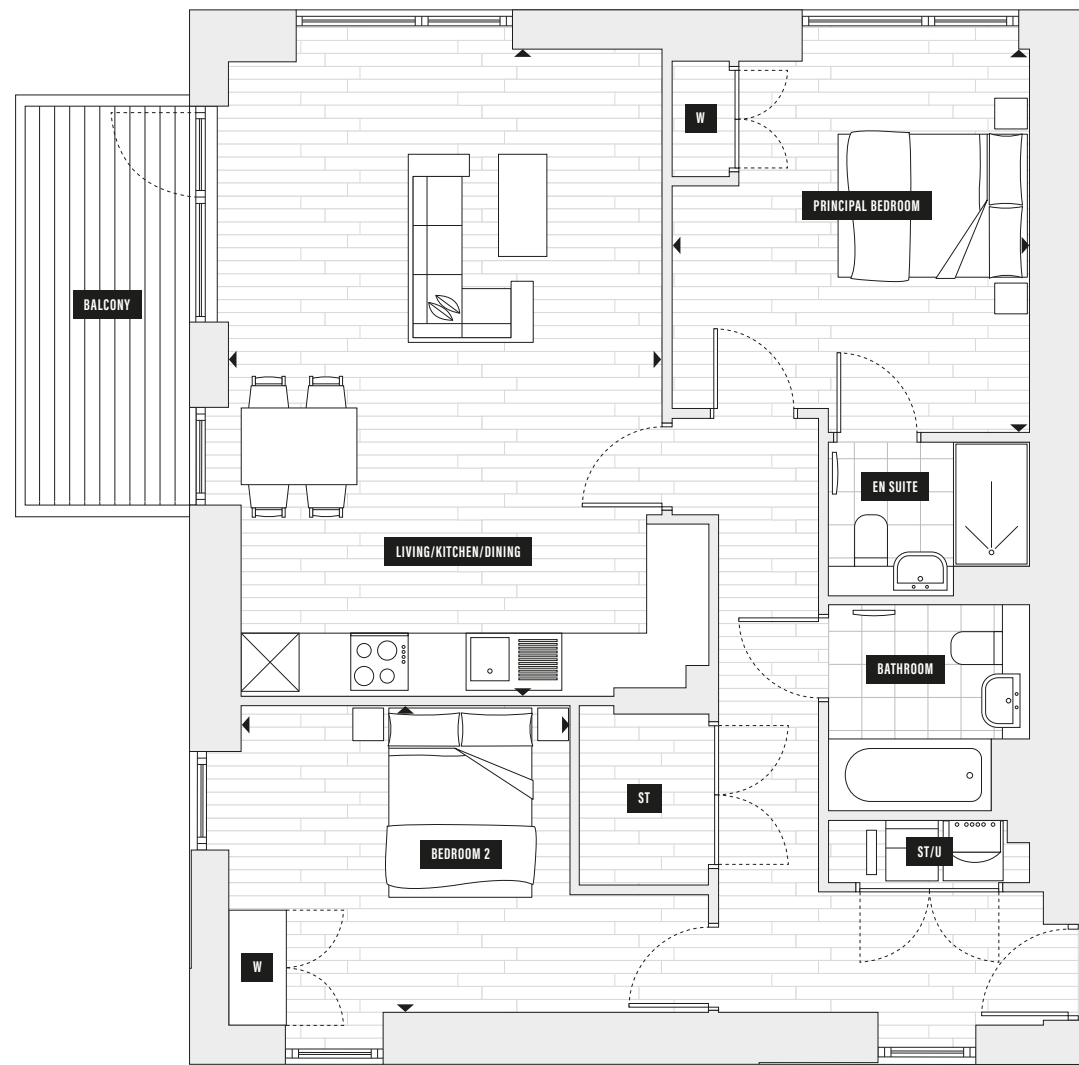 W
PRINCIPAL BEDROOM
BALCONY
EN SUITE
LIVING/KITCHEN/DINING
BATHROOM
ST
BEDROOM 2
ST/U
W